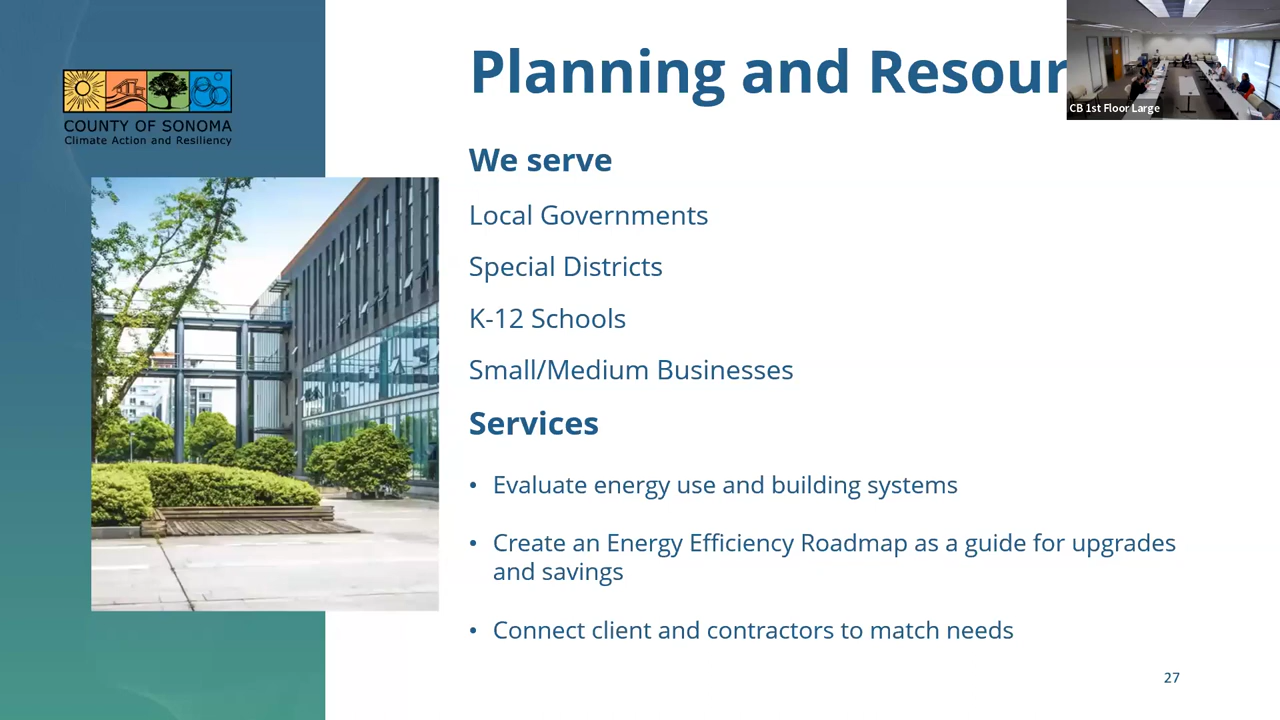 COUNTY OF SONOMA
Climate Action and Resiliency
Planning and Resour
CB 1st Floor Large
We serve
Local Governments
Special Districts
K-12 Schools
Small/Medium Businesses
Services
• Evaluate energy use and building systems
• Create an Energy Efficiency Roadmap as a guide for upgrades
and savings
• Connect client and contractors to match needs
27